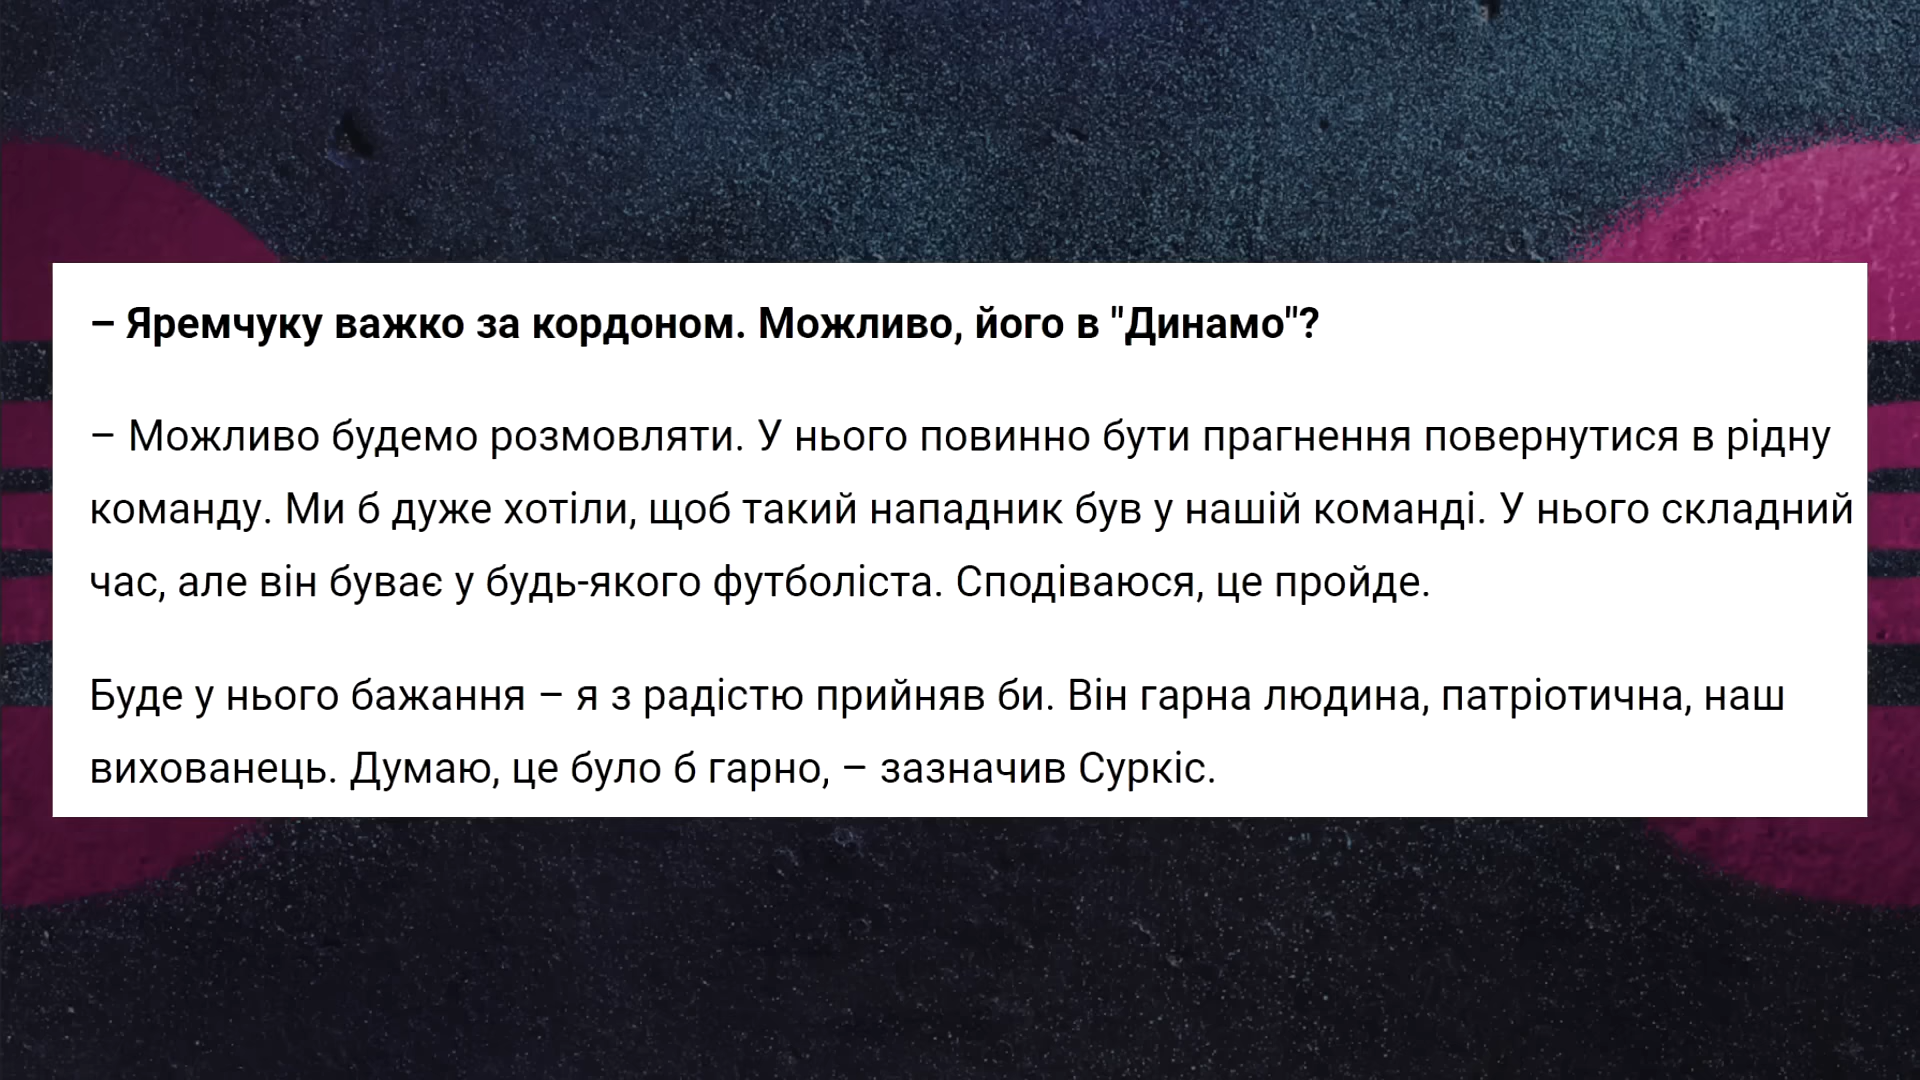 – Яремчуку важко за кордоном. Можливо, його в "Динамо"?
– Можливо будемо розмовляти. У нього повинно бути прагнення повернутися в рідну
команду. Ми б дуже хотіли, щоб такий нападник був у нашій команді. У нього складний
час, але він буває у будь-якого футболіста. Сподіваюся, це пройде.
Буде у нього бажання – я з радістю прийняв би. Він гарна людина, патріотична, наш
вихованець. Думаю, це було б гарно, – зазначив Суркіс.